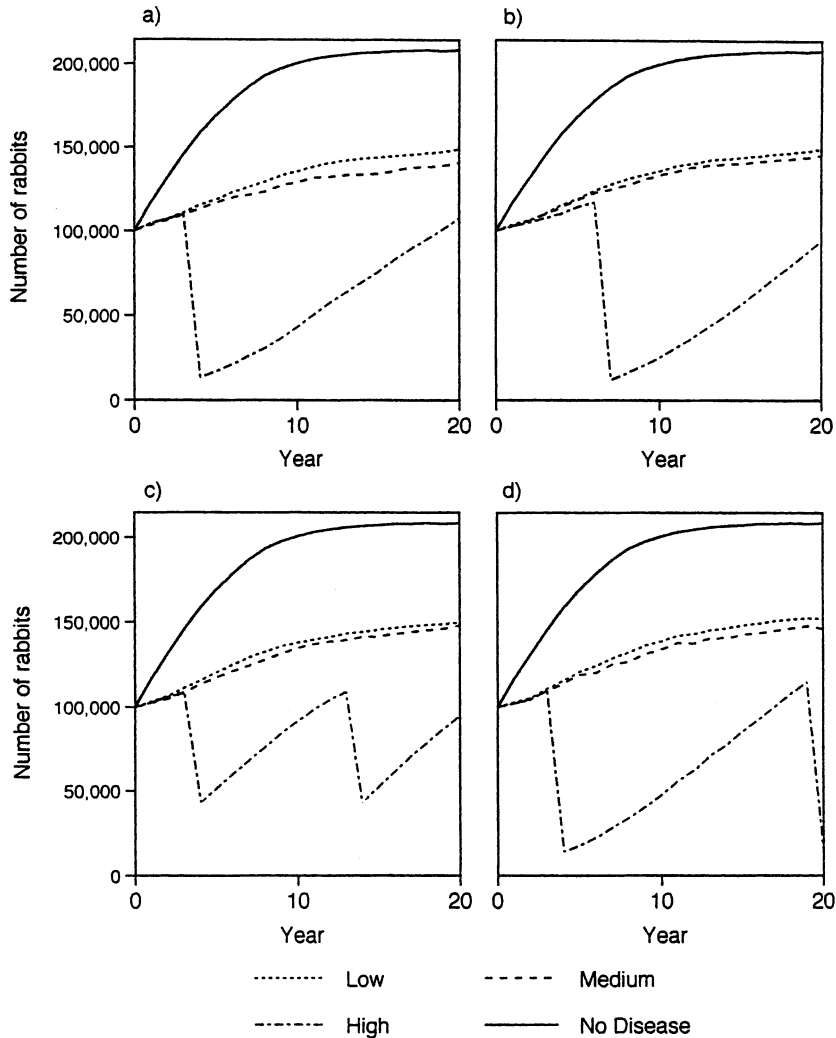 a)
b)
200,000
150,000
100,000
50,000
0
Number of rabbits
0 10 20
Year
0 10 20
Year
c)
d)
200,000
150,000
100,000
50,000
0
Number of rabbits
0 10 20
Year
0 10 20
Year
Low
Medium
High
No Disease